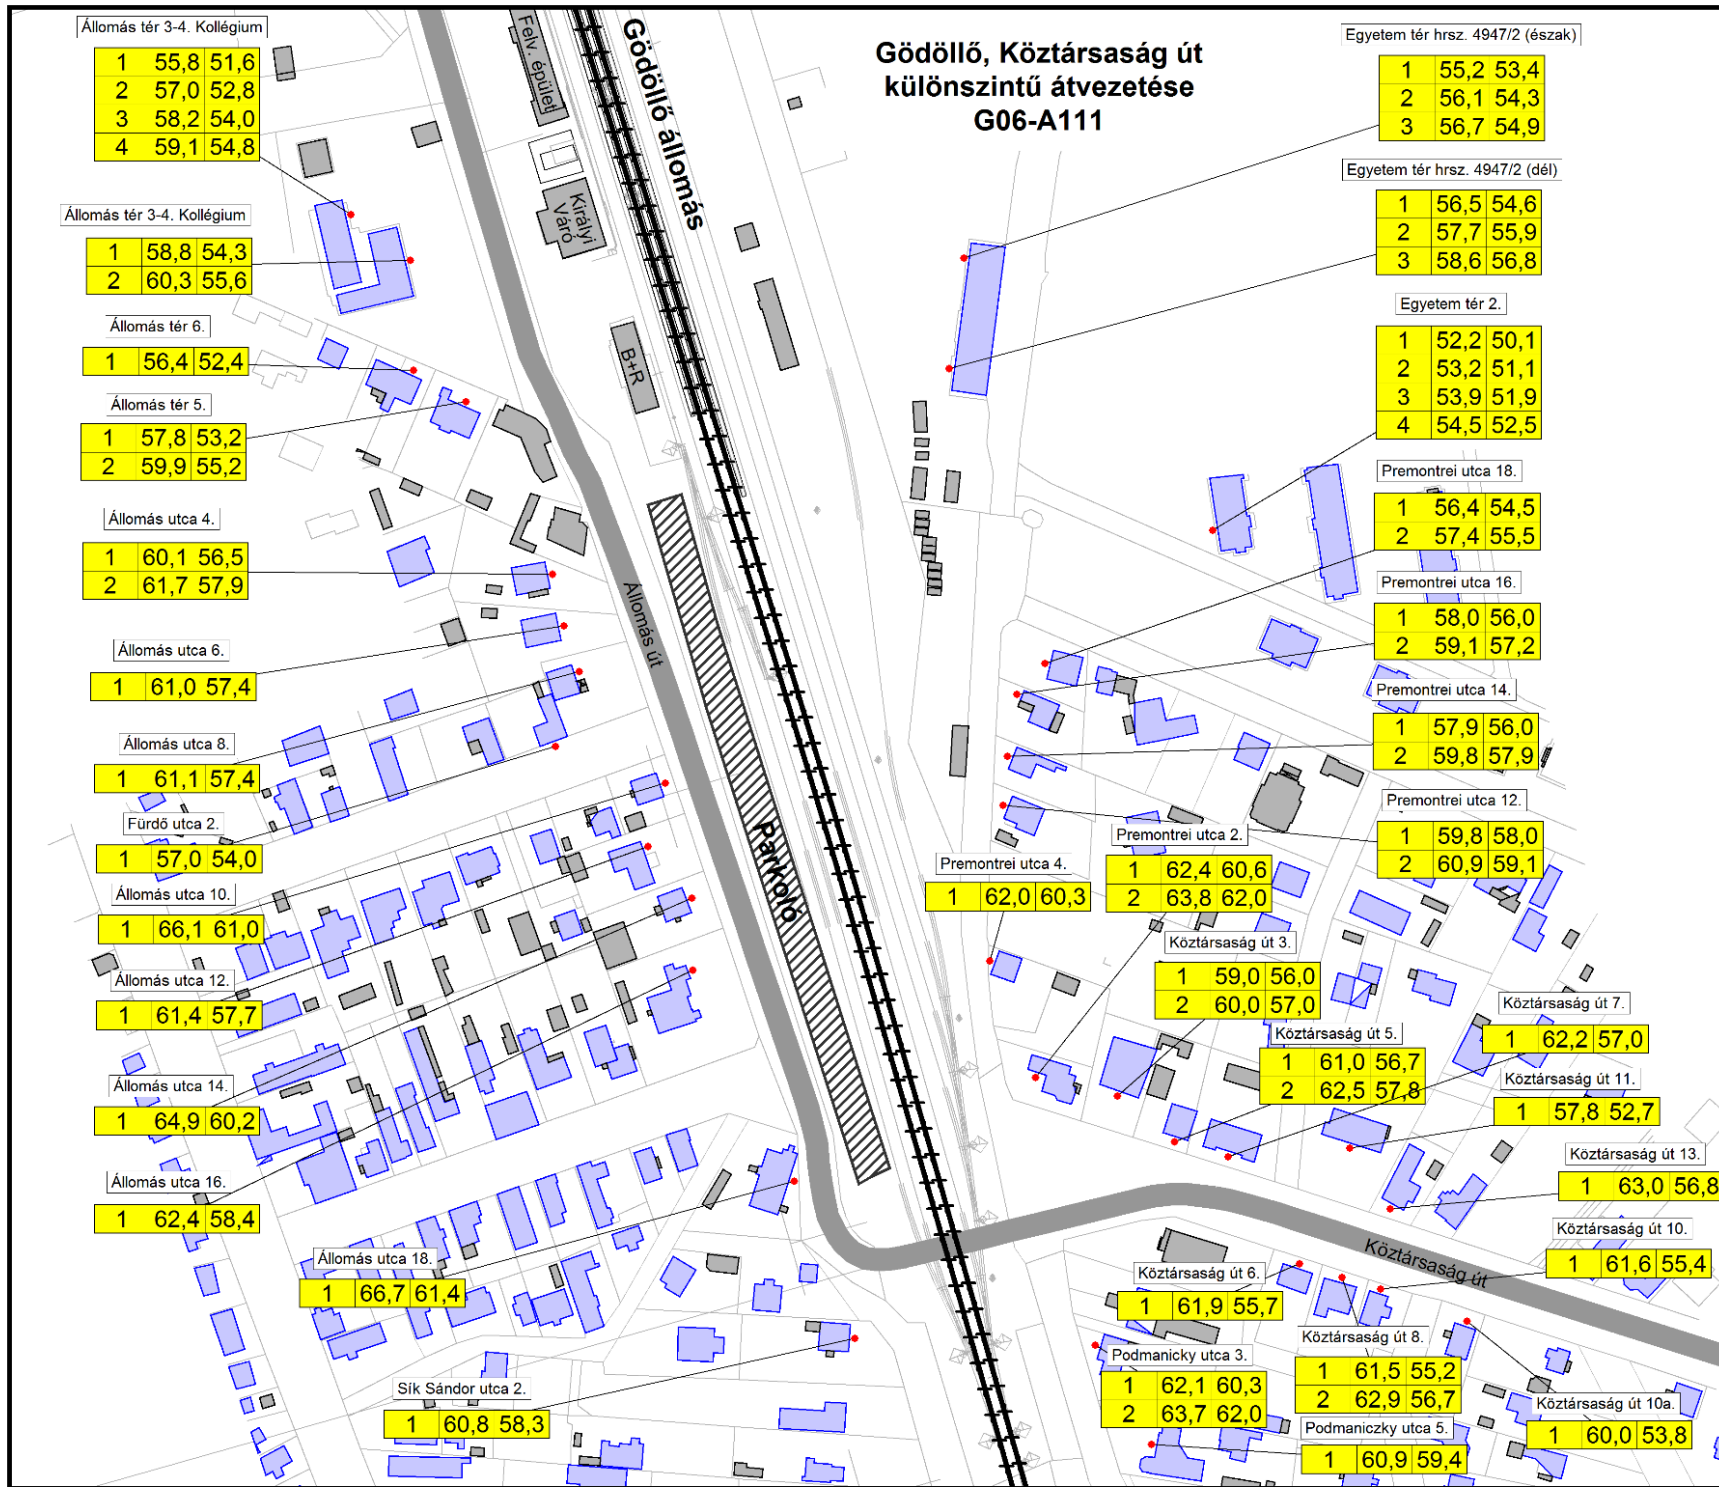 Gödöllő, Köztársaság út
különszintű átvezetése
G06-A111
Állomás tér 3-4. Kollégium
1 55,8 51,6
2 57,0 52,8
3 58,2 54,0
4 59,1 54,8
Állomás tér 3-4. Kollégium
1 58,8 54,3
2 60,3 55,6
Állomás tér 6.
1 56,4 52,4
Állomás tér 5.
1 57,8 53,2
2 59,9 55,2
Állomás utca 4.
1 60,1 56,5
2 61,7 57,9
Állomás utca 6.
1 61,0 57,4
Állomás utca 8.
1 61,1 57,4
Fürdő utca 2.
1 57,0 54,0
Állomás utca 10.
1 66,1 61,0
Állomás utca 12.
1 61,4 57,7
Állomás utca 14.
1 64,9 60,2
Állomás utca 16.
1 62,4 58,4
Állomás utca 18.
1 66,7 61,4
Sík Sándor utca 2.
1 60,8 58,3
Felv. épület
Gödöllő állomás
Királyi
Váró
B+R
Állomás út
Parkoló
Egyetem tér hrsz. 4947/2 (észak)
1 55,2 53,4
2 56,1 54,3
3 56,7 54,9
Egyetem tér hrsz. 4947/2 (dél)
1 56,5 54,6
2 57,7 55,9
3 58,6 56,8
Egyetem tér 2.
1 52,2 50,1
2 53,2 51,1
3 53,9 51,9
4 54,5 52,5
Premontrei utca 18.
1 56,4 54,5
2 57,4 55,5
Premontrei utca 16.
1 58,0 56,0
2 59,1 57,2
Premontrei utca 14.
1 57,9 56,0
2 59,8 57,9
Premontrei utca 12.
1 59,8 58,0
2 60,9 59,1
Premontrei utca 2.
1 62,4 60,6
2 63,8 62,0
Premontrei utca 4.
1 62,0 60,3
Köztársaság út 3.
1 59,0 56,0
2 60,0 57,0
Köztársaság út 7.
1 62,2 57,0
Köztársaság út 5.
1 61,0 56,7
2 62,5 57,8
Köztársaság út 11.
1 57,8 52,7
Köztársaság út 13.
1 63,0 56,8
Köztársaság út 10.
1 61,6 55,4
Köztársaság út
Köztársaság út 6.
1 61,9 55,7
Köztársaság út 8.
1 61,5 55,2
2 62,9 56,7
Podmanicky utca 3.
1 62,1 60,3
2 63,7 62,0
Köztársaság út 10a.
1 60,0 53,8
Podmaniczky utca 5.
1 60,9 59,4